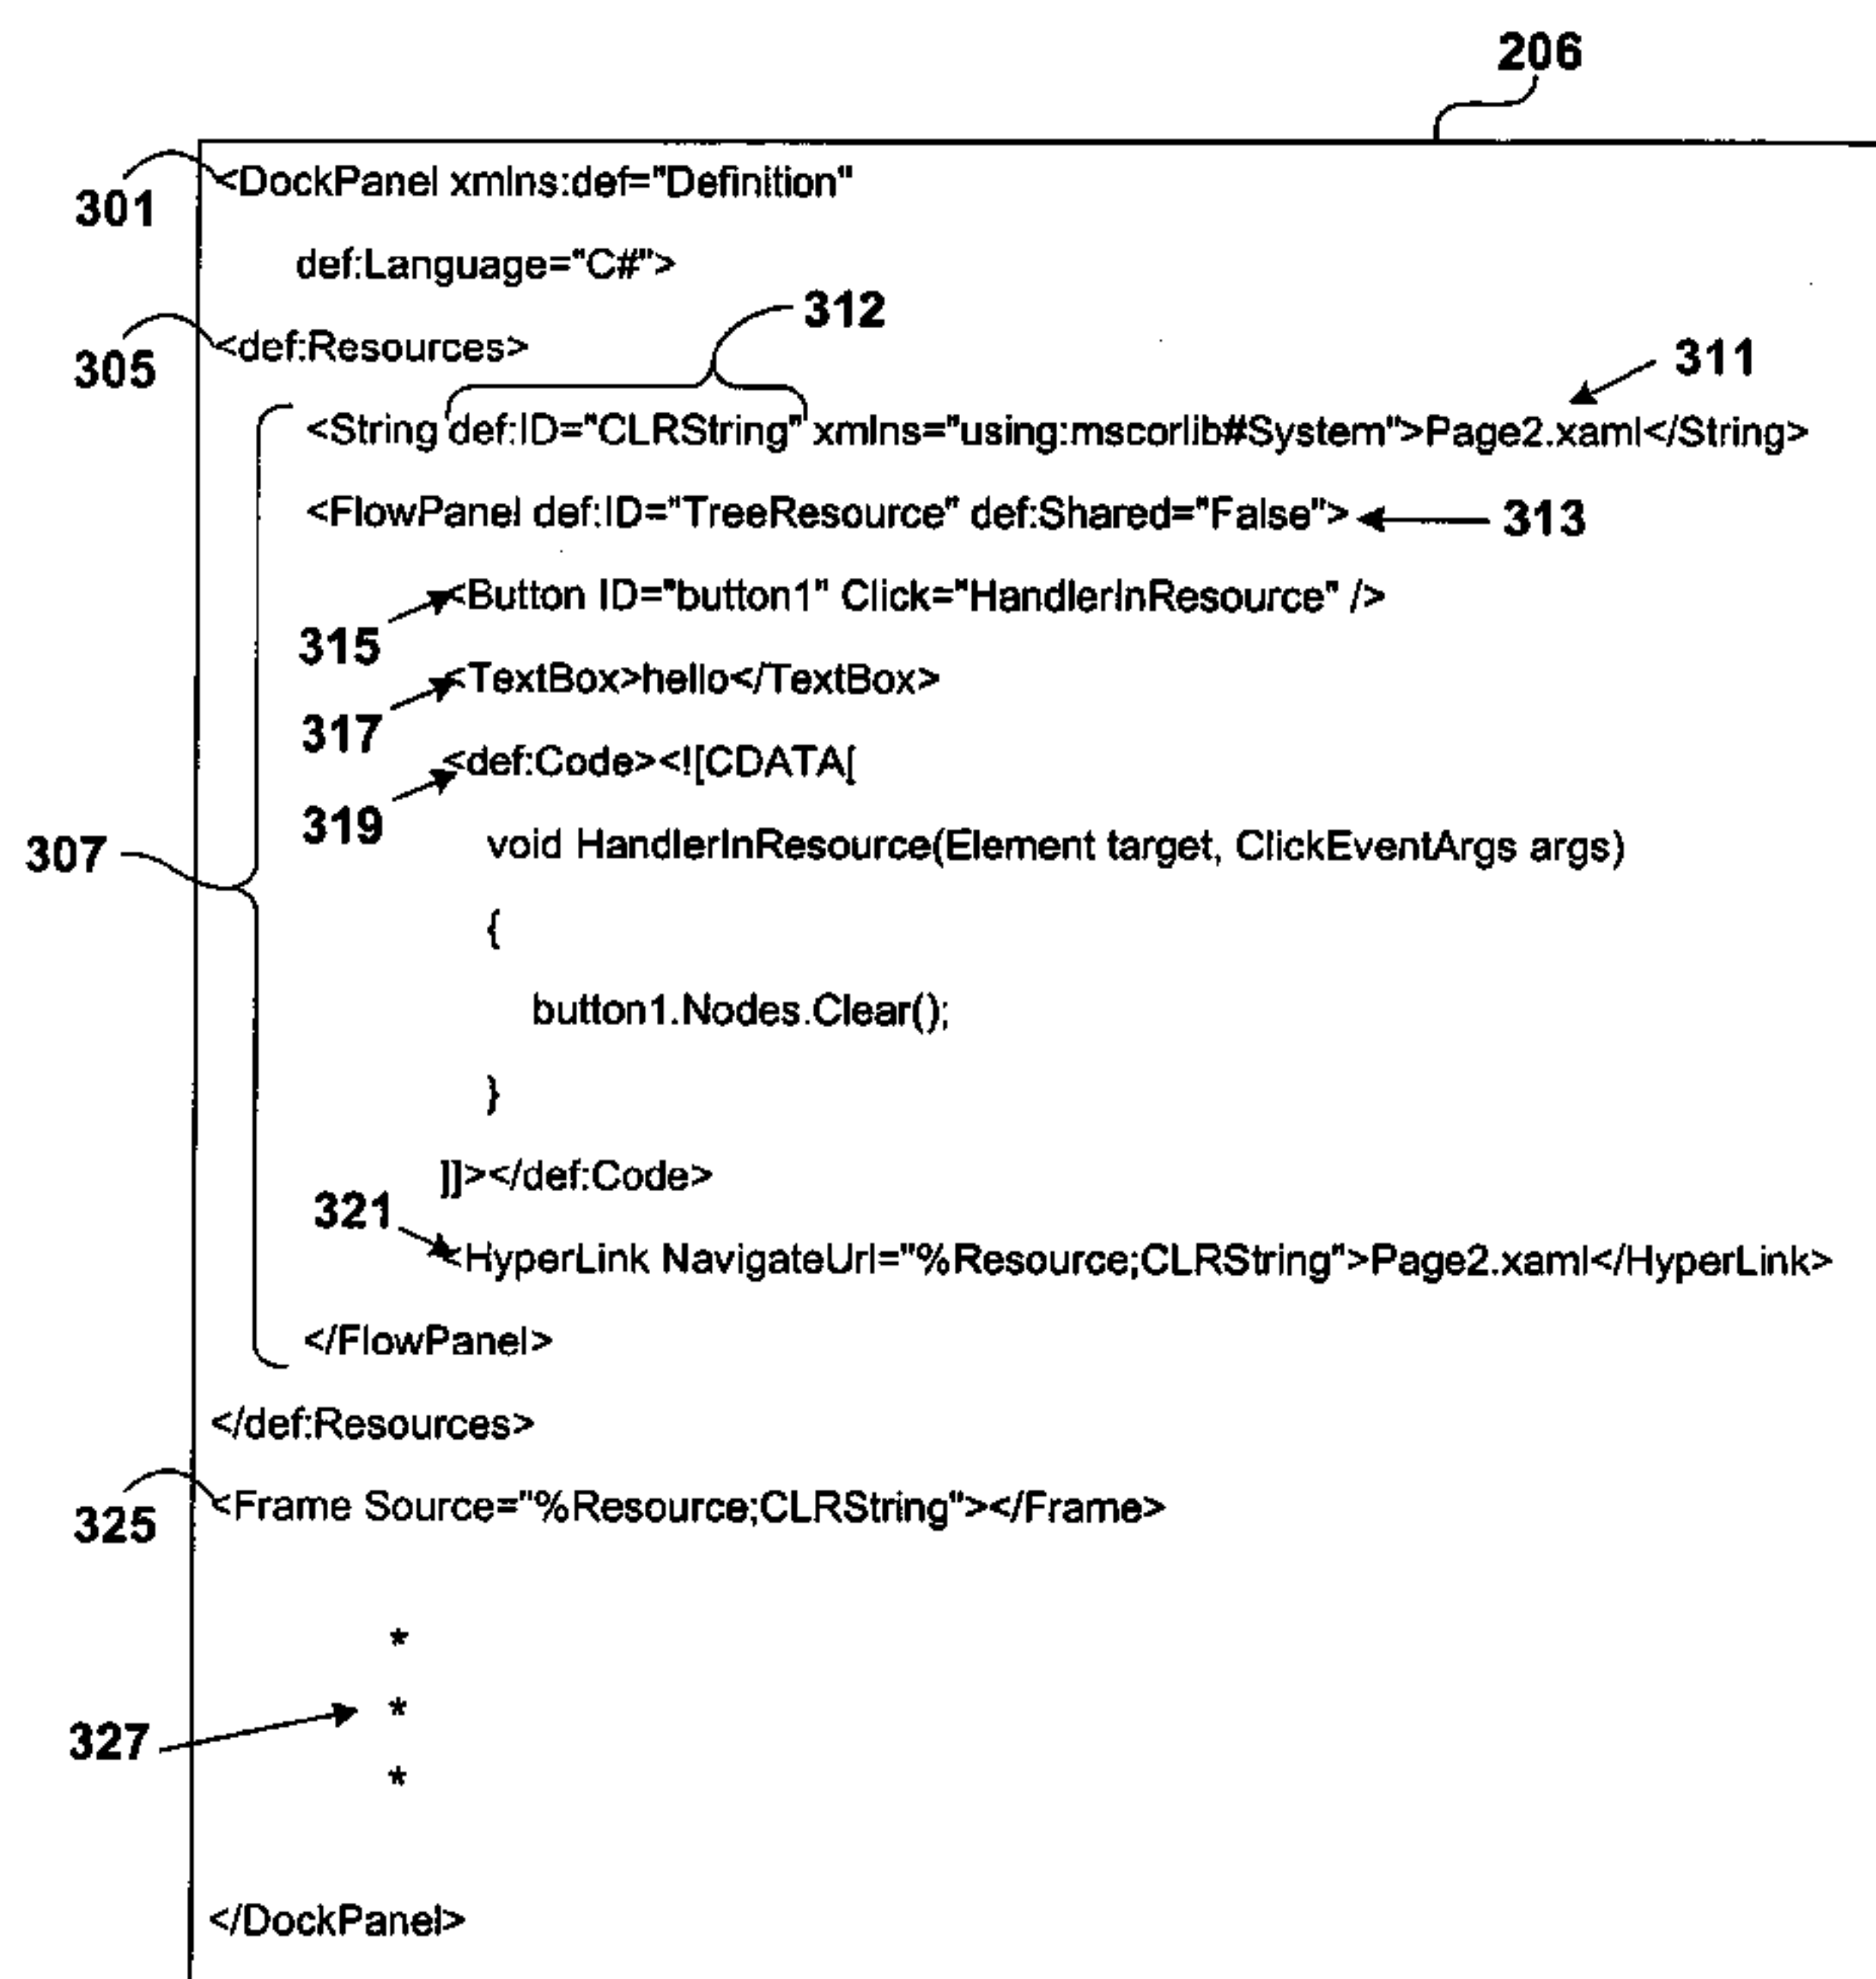 206
301 <DockPanel xmlns:def="Definition"
def:Language="C#">
312
305 <def:Resources>
311
<String def:ID="CLRString" xmlns="using:mscorlib#System">Page2.xaml</String>
<FlowPanel def:ID="TreeResource" def:Shared="False"> 313
<Button ID="button1" Click="HandlerInResource" />
315
<TextBox>hello</TextBox>
317
<def:Code><![CDATA[
319
307 void HandlerInResource(Element target, ClickEventArgs args)
{
button1.Nodes.Clear();
}
]]></def:Code>
321
<HyperLink NavigateUrl="%Resource;CLRString">Page2.xaml</HyperLink>
</FlowPanel>
</def:Resources>
325 <Frame Source="%Resource;CLRString"></Frame>
*
*
327
*
</DockPanel>